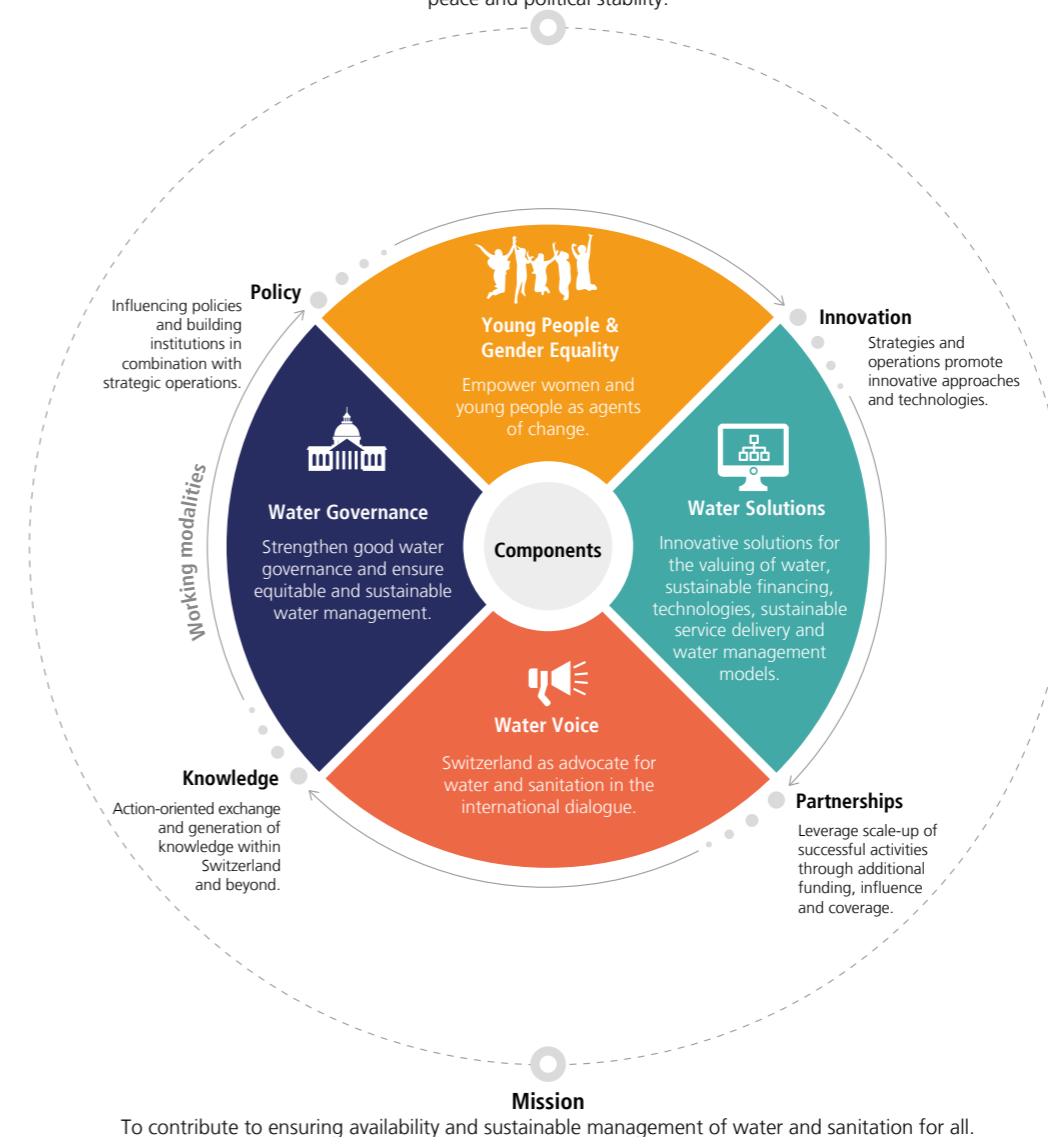 peace and political stability.
Policy
Influencing policies
and building
institutions in
combination with
strategic operations.
Young People &
Gender Equality
Empower women and
young people as agents
of change.
Innovation
Strategies and
operations promote
innovative approaches
and technologies.
Working modalities
Water Governance
Strengthen good water
governance and ensure
equitable and sustainable
water management.
Components
Water Solutions
Innovative solutions for
the valuing of water,
sustainable financing,
technologies, sustainable
service delivery and
water management
models.
Water Voice
Switzerland as advocate for
water and sanitation in the
international dialogue.
Knowledge
Action-oriented exchange
and generation of
knowledge within
Switzerland
and beyond.
Partnerships
Leverage scale-up of
successful activities
through additional
funding, influence
and coverage.
Mission
To contribute to ensuring availability and sustainable management of water and sanitation for all.